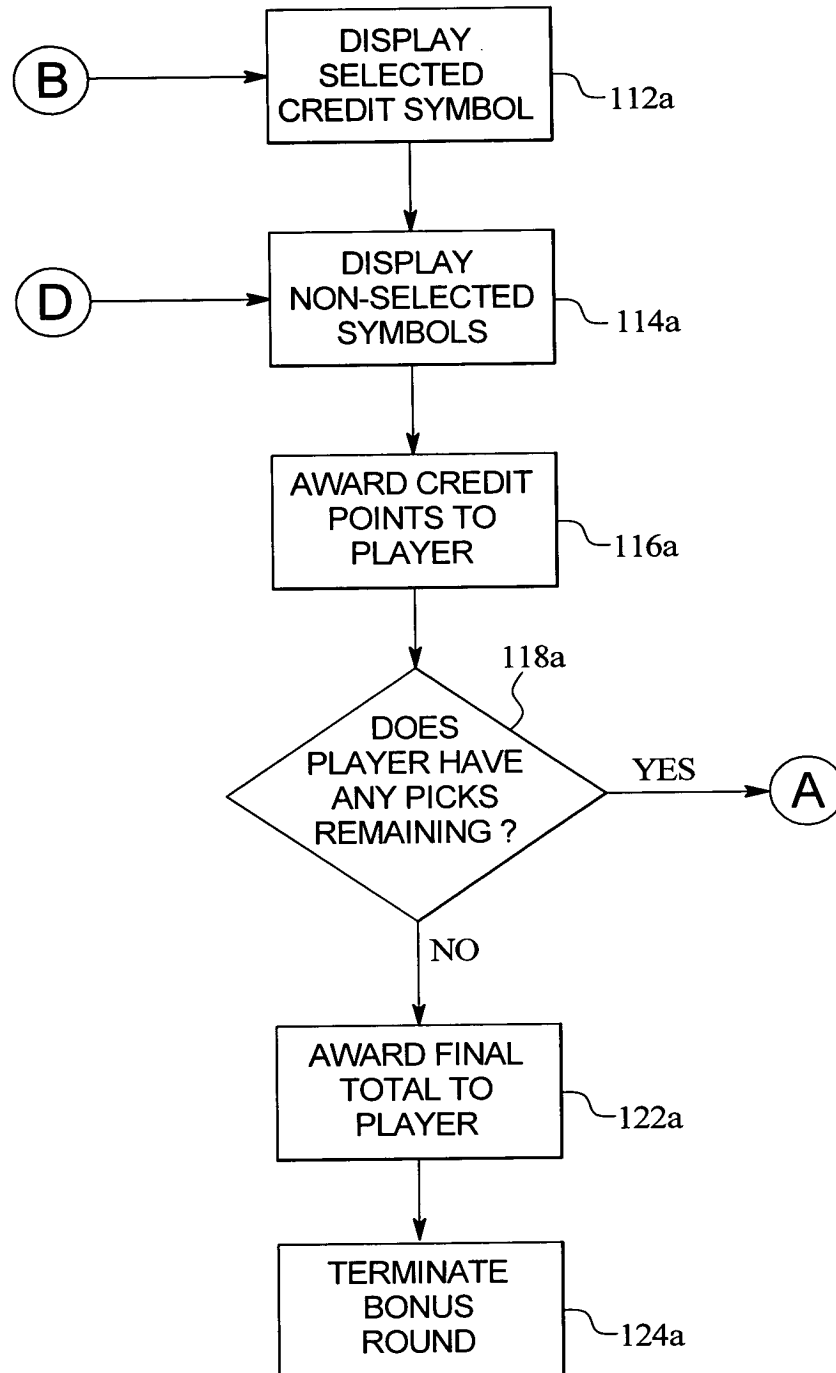 DISPLAY
SELECTED
CREDIT SYMBOL
B
112a
DISPLAY
NON-SELECTED
SYMBOLS
D
114a
AWARD CREDIT
POINTS TO
PLAYER
116a
118a
DOES
PLAYER HAVE
ANY PICKS
REMAINING ?
YES
A
NO
AWARD FINAL
TOTAL TO
PLAYER
122a
TERMINATE
BONUS
ROUND
124a